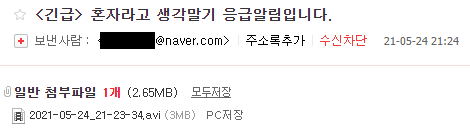 <긴급> 혼자라고 생각말기 응급알림입니다.
보낸사람 : < @naver.com> 주소록추가 수신차단 21-05-24 21:24
일반 첨부파일 1개 (2.65MB) 모두저장
2021-05-24_21-23-34.avi (3MB) PC저장